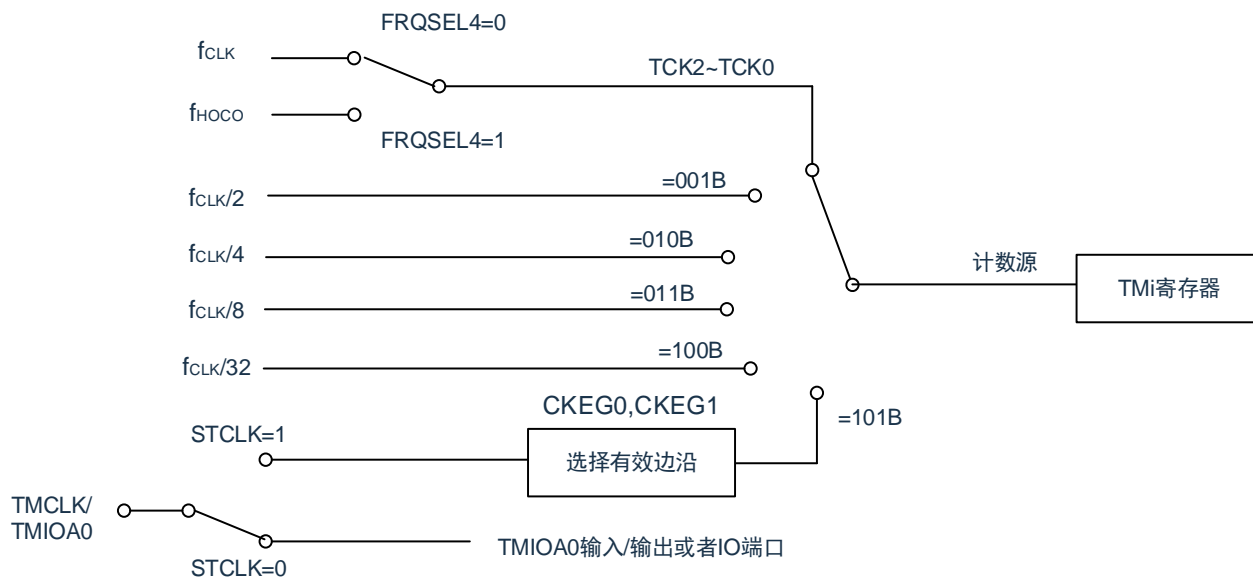 FRQSEL4=0
fCLK
TCK2~TCK0
fHOCO
FRQSEL4=1
=001B
fCLK/2
=010B
fCLK/4
计数源
TMi寄存器
=011B
fCLK/8
=100B
fCLK/32
CKEG0,CKEG1
=101B
STCLK=1
选择有效边沿
TMCLK/
TMIOA0
TMIOA0输入/输出或者IO端口
STCLK=0